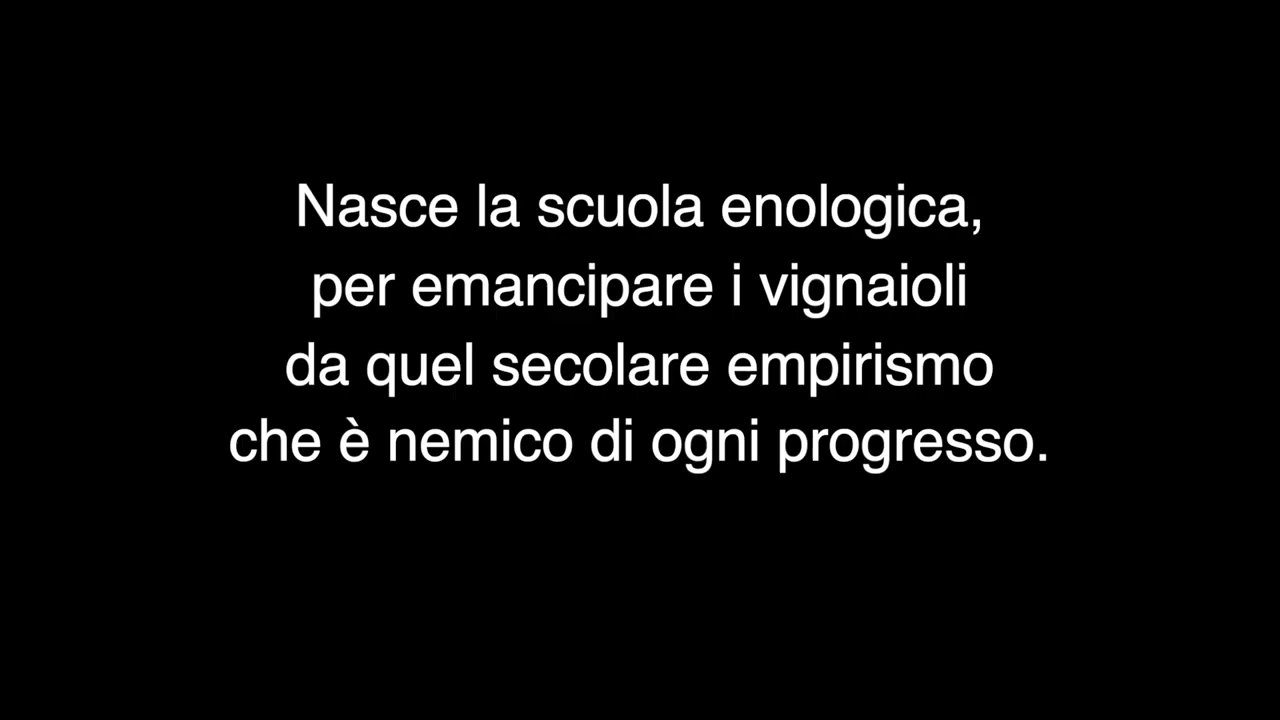 Nasce la scuola enologica,
per emancipare i vignaioli
da quel secolare empirismo
che è nemico di ogni progresso.